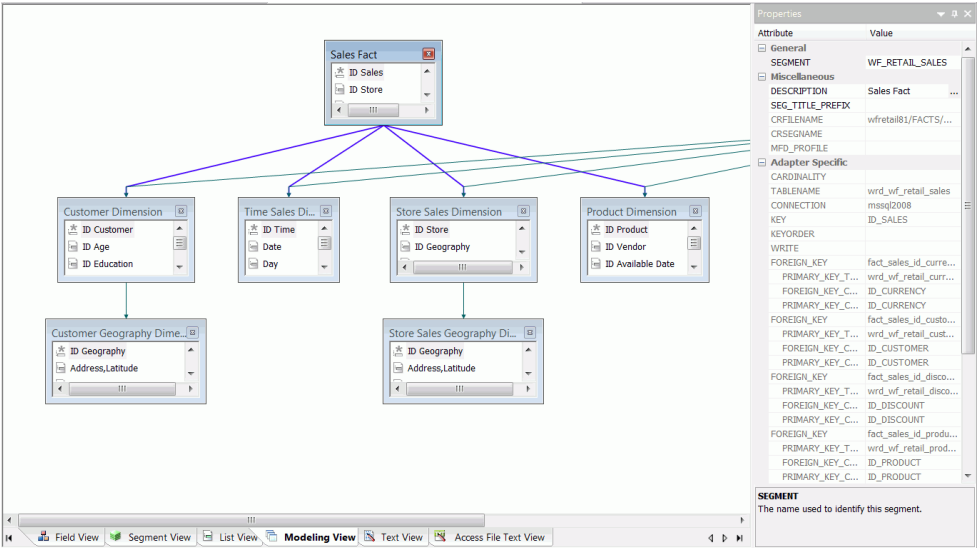 Sales Fact
ID Sales
ID Store
Customer Dimension
ID Customer
ID Age
ID Education
Time Sales Di...
ID Time
Date
Day
Store Sales Dimension
ID Store
ID Geography
Product Dimension
ID Product
ID Vendor
ID Available Date
Customer Geography Dime...
ID Geography
Address,Latitude
Store Sales Geography Di...
ID Geography
Address,Latitude
Field View Segment View List View Modeling View Text View Access File Text View
Properties
Attribute Value
General
SEGMENT WF_RETAIL_SALES
Miscellaneous
DESCRIPTION Sales Fact ...
SEG_TITLE_PREFIX
CRFILENAME wfretail81/FACTS/...
CRSEGNAME
MFD_PROFILE
Adapter Specific
CARDINALITY
TABLENAME wrd_wf_retail_sales
CONNECTION mssql2008
KEY ID_SALES
KEYORDER
WRITE
FOREIGN_KEY fact_sales_id_curre...
PRIMARY_KEY_T... wrd_wf_retail_curr...
FOREIGN_KEY_C... ID_CURRENCY
PRIMARY_KEY_C... ID_CURRENCY
FOREIGN_KEY fact_sales_id_custo...
PRIMARY_KEY_T... wrd_wf_retail_cust...
FOREIGN_KEY_C... ID_CUSTOMER
PRIMARY_KEY_C... ID_CUSTOMER
FOREIGN_KEY fact_sales_id_disco...
PRIMARY_KEY_T... wrd_wf_retail_disco...
FOREIGN_KEY_C... ID_DISCOUNT
PRIMARY_KEY_C... ID_DISCOUNT
FOREIGN_KEY fact_sales_id_produ...
PRIMARY_KEY_T... wrd_wf_retail_prod...
FOREIGN_KEY_C... ID_PRODUCT
PRIMARY_KEY_C... ID_PRODUCT
SEGMENT
The name used to identify this segment.